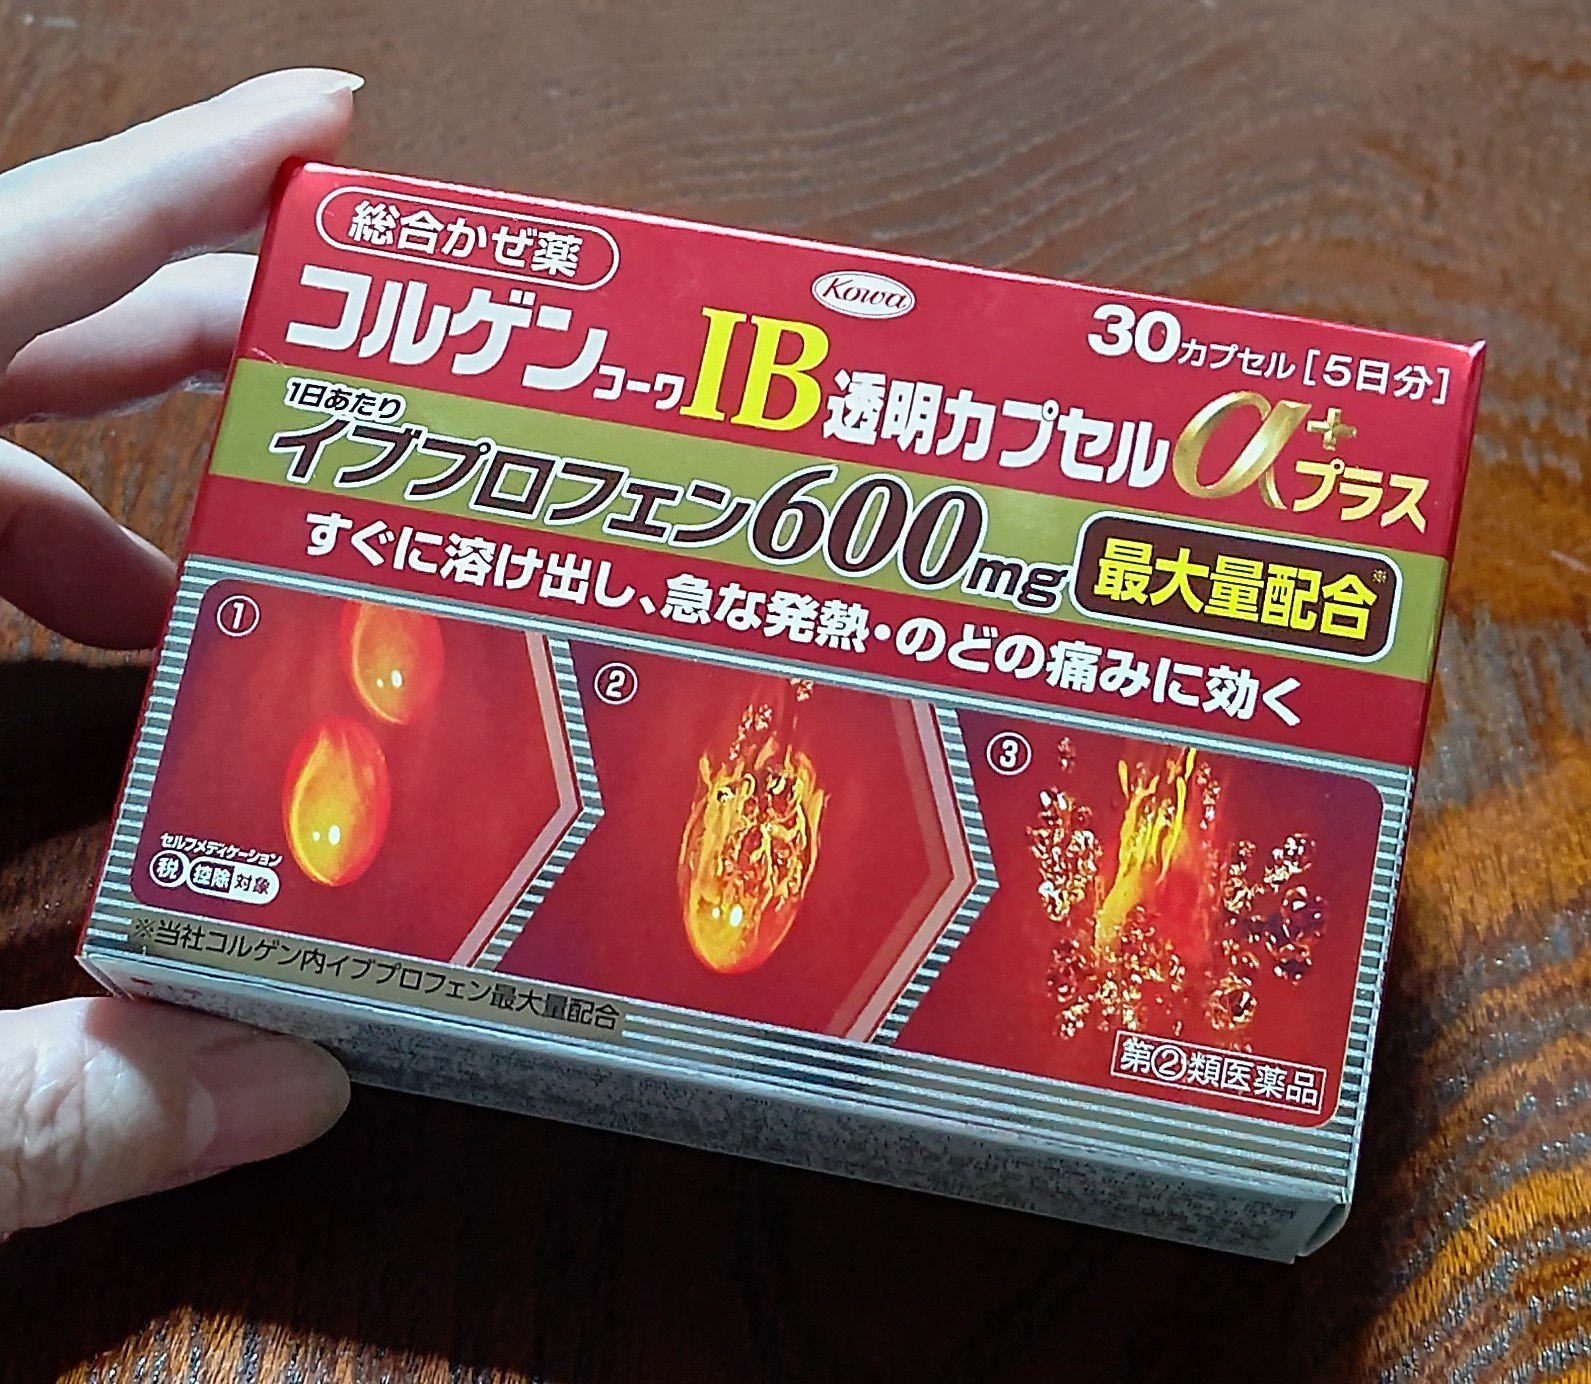 総合かぜ薬
Kowa
30カプセル[5日分]
コルゲンコーワIB透明カプセルα+プラス
1日あたり
イブプロフェン600mg 最大量配合※
すぐに溶け出し、急な発熱・のどの痛みに効く
①
②
③
セルフメディケーション
税 控除 対象
※当社コルゲン内イブプロフェン最大量配合
第②類医薬品